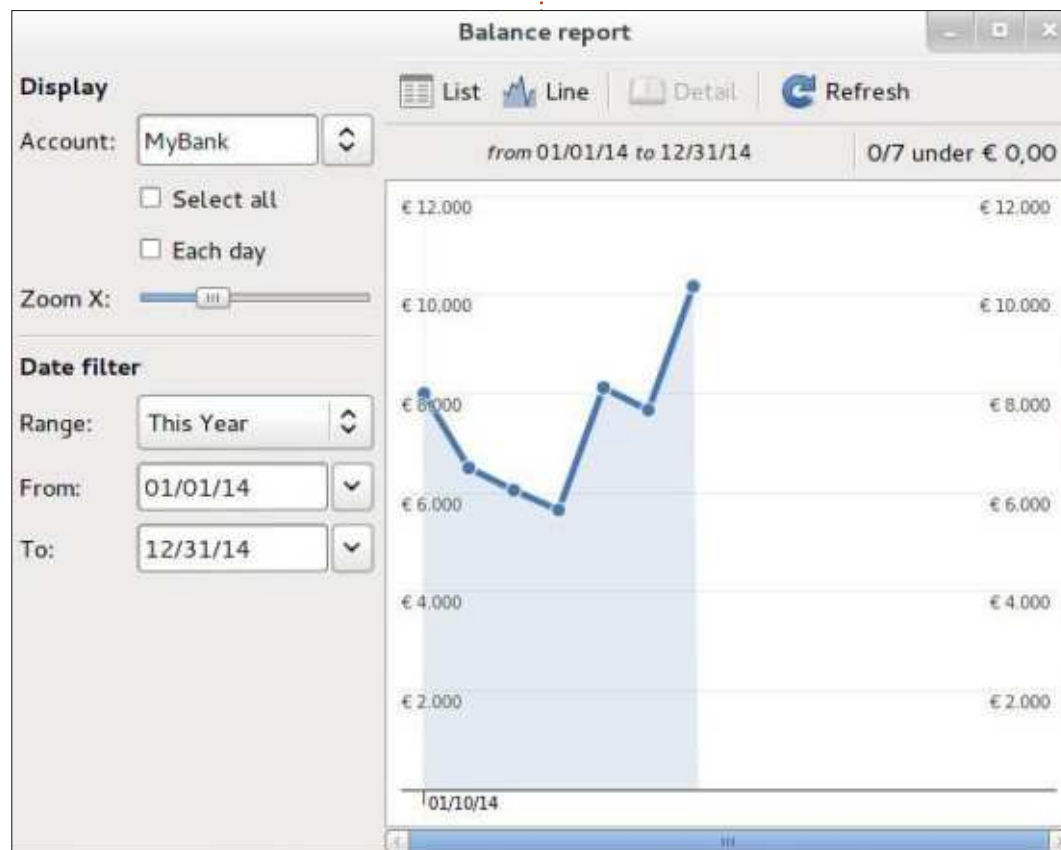 Balance report
Display
Account: MyBank
Select all
Each day
Zoom X:
Date filter
Range: This Year
From: 01/01/14
To: 12/31/14
List Line Detail Refresh
from 01/01/14 to 12/31/14 0/7 under € 0,00
€ 12.000 € 12.000
€ 10.000 € 10.000
€ 8.000 € 8.000
€ 6.000 € 6.000
€ 4.000 € 4.000
€ 2.000 € 2.000
01/10/14